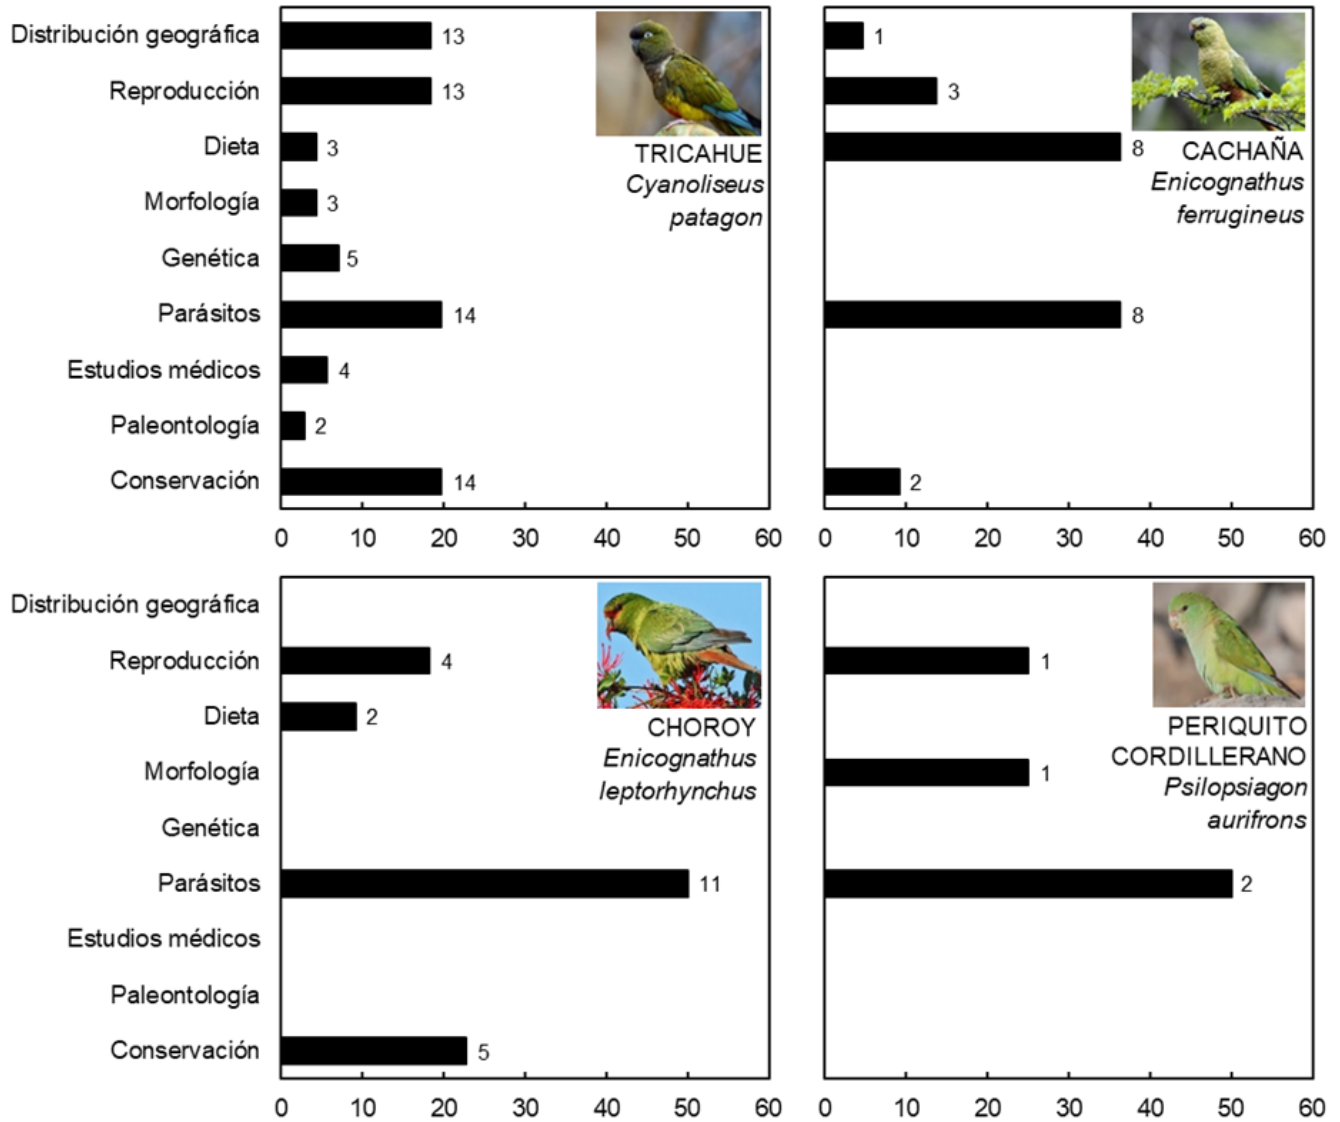 Distribución geográfica 13
Reproducción 13
Dieta 3
Morfología 3
Genética 5
Parásitos 14
Estudios médicos 4
Paleontología 2
Conservación 14
0 10 20 30 40 50 60
TRICAHUE
Cyanoliseus
patagon
1
3
8
8
2
0 10 20 30 40 50 60
CACHAÑA
Enicognathus
ferrugineus
Distribución geográfica
Reproducción 4
Dieta 2
Morfología
Genética
Parásitos 11
Estudios médicos
Paleontología
Conservación 5
0 10 20 30 40 50 60
CHOROY
Enicognathus
leptorhynchus
1
1
2
0 10 20 30 40 50 60
PERIQUITO
CORDILLERANO
Psilopsiagon
aurifrons